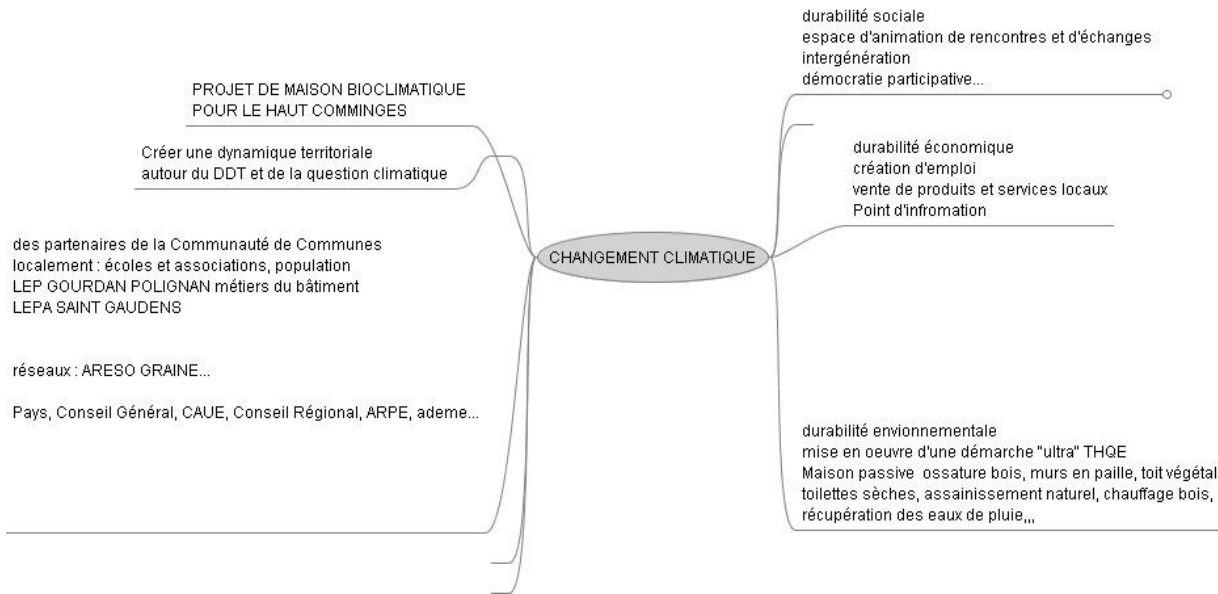 PROJET DE MAISON BIOCLIMATIQUE
POUR LE HAUT COMMINGES
Créer une dynamique territoriale
autour du DDT et de la question climatique
des partenaires de la Communauté de Communes
localement : écoles et associations, population
LEP GOURDAN POLIGNAN métiers du bâtiment
LEPA SAINT GAUDENS
réseaux : ARESO GRAINE...
Pays, Conseil Général, CAUE, Conseil Régional, ARPE, ademe...
CHANGEMENT CLIMATIQUE
durabilité sociale
espace d'animation de rencontres et d'échanges
intergénération
démocratie participative...
durabilité économique
création d'emploi
vente de produits et services locaux
Point d'infromation
durabilité envionnementale
mise en oeuvre d'une démarche "ultra" THQE
Maison passive ossature bois, murs en paille, toit végétal
toilettes sèches, assainissement naturel, chauffage bois,
récupération des eaux de pluie,,,